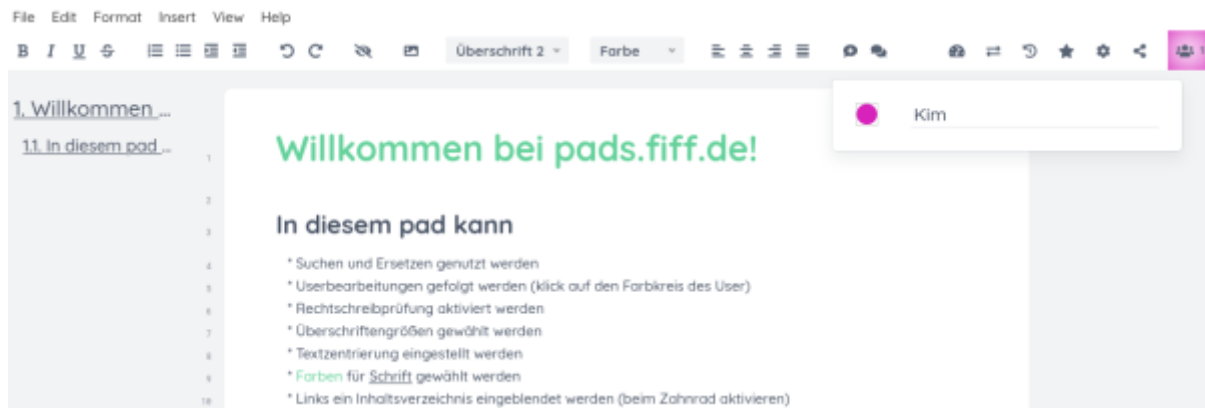 File Edit Format Insert View Help
B I U S Überschrift 2 Farbe 1
1. Willkommen ...
1.1. In diesem pad ...
Kim
1 Willkommen bei pads.fiff.de!
2
3 In diesem pad kann
4 * Suchen und Ersetzen genutzt werden
5 * Userbearbeitungen gefolgt werden (klick auf den Farbkreis des User)
6 * Rechtschreibprüfung aktiviert werden
7 * Überschriftengrößen gewählt werden
8 * Textzentrierung eingestellt werden
9 * Farben für Schrift gewählt werden
10 * Links ein Inhaltsverzeichnis eingeblendet werden (beim Zahnrad aktivieren)